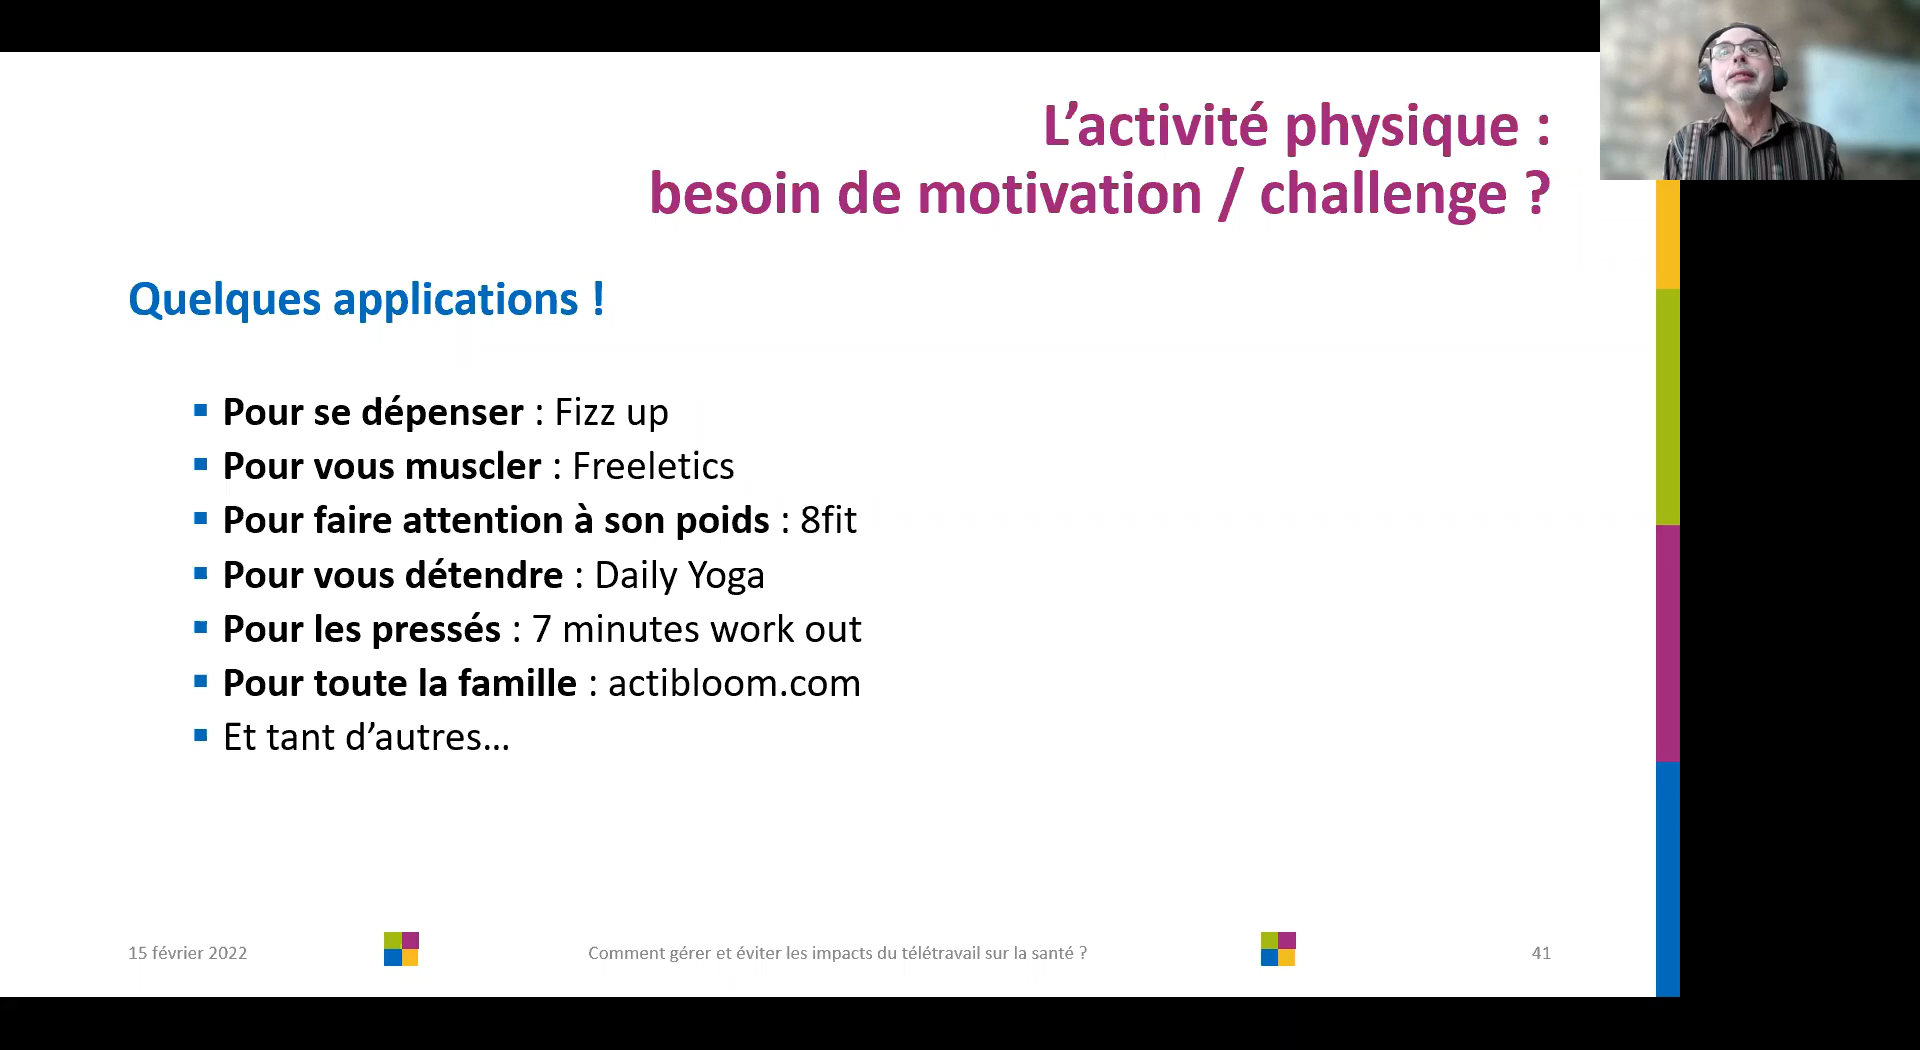 L’activité physique :
besoin de motivation / challenge ?
Quelques applications !
Pour se dépenser : Fizz up
Pour vous muscler : Freeletics
Pour faire attention à son poids : 8fit
Pour vous détendre : Daily Yoga
Pour les pressés : 7 minutes work out
Pour toute la famille : actibloom.com
Et tant d’autres…
15 février 2022
Comment gérer et éviter les impacts du télétravail sur la santé ?
41